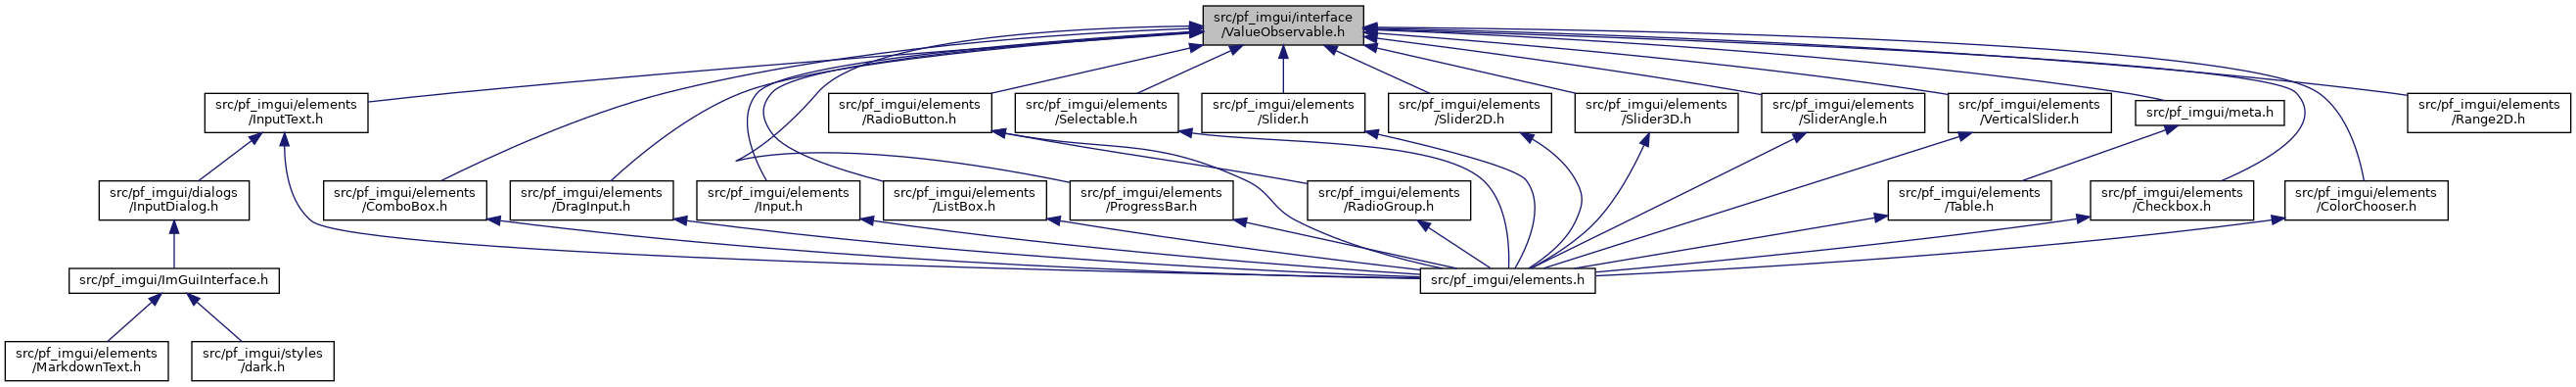 src/pf_imgui/interface
/ValueObservable.h
src/pf_imgui/elements
/InputText.h
src/pf_imgui/elements
/RadioButton.h
src/pf_imgui/elements
/Selectable.h
src/pf_imgui/elements
/Slider.h
src/pf_imgui/elements
/Slider2D.h
src/pf_imgui/elements
/Slider3D.h
src/pf_imgui/elements
/SliderAngle.h
src/pf_imgui/elements
/VerticalSlider.h
src/pf_imgui/meta.h
src/pf_imgui/elements
/Range2D.h
src/pf_imgui/dialogs
/InputDialog.h
src/pf_imgui/elements
/ComboBox.h
src/pf_imgui/elements
/DragInput.h
src/pf_imgui/elements
/Input.h
src/pf_imgui/elements
/ListBox.h
src/pf_imgui/elements
/ProgressBar.h
src/pf_imgui/elements
/RadioGroup.h
src/pf_imgui/elements
/Table.h
src/pf_imgui/elements
/Checkbox.h
src/pf_imgui/elements
/ColorChooser.h
src/pf_imgui/ImGuiInterface.h
src/pf_imgui/elements.h
src/pf_imgui/elements
/MarkdownText.h
src/pf_imgui/styles
/dark.h